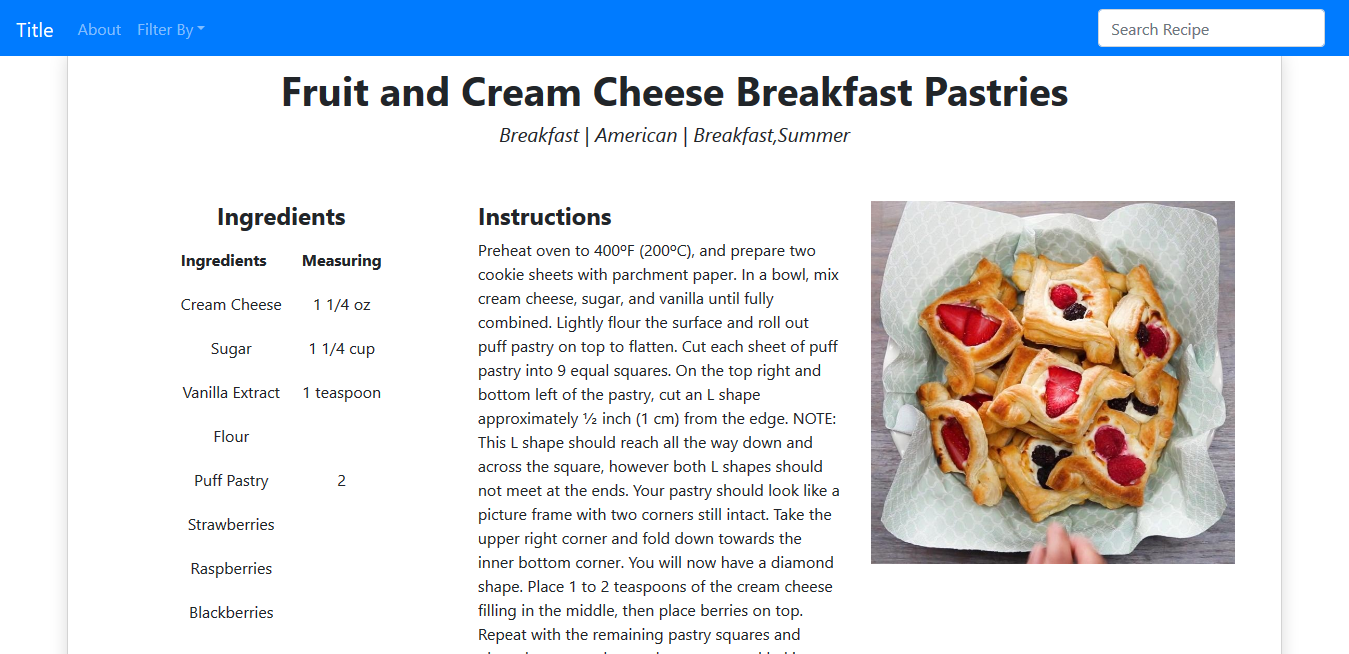 Title About Filter By Search Recipe
Fruit and Cream Cheese Breakfast Pastries
Breakfast | American | Breakfast,Summer
Ingredients
Ingredients Measuring
Cream Cheese 1 1/4 oz
Sugar 1 1/4 cup
Vanilla Extract 1 teaspoon
Flour
Puff Pastry 2
Strawberries
Raspberries
Blackberries
Instructions
Preheat oven to 400ºF (200ºC), and prepare two
cookie sheets with parchment paper. In a bowl, mix
cream cheese, sugar, and vanilla until fully
combined. Lightly flour the surface and roll out
puff pastry on top to flatten. Cut each sheet of puff
pastry into 9 equal squares. On the top right and
bottom left of the pastry, cut an L shape
approximately ½ inch (1 cm) from the edge. NOTE:
This L shape should reach all the way down and
across the square, however both L shapes should
not meet at the ends. Your pastry should look like a
picture frame with two corners still intact. Take the
upper right corner and fold down towards the
inner bottom corner. You will now have a diamond
shape. Place 1 to 2 teaspoons of the cream cheese
filling in the middle, then place berries on top.
Repeat with the remaining pastry squares and